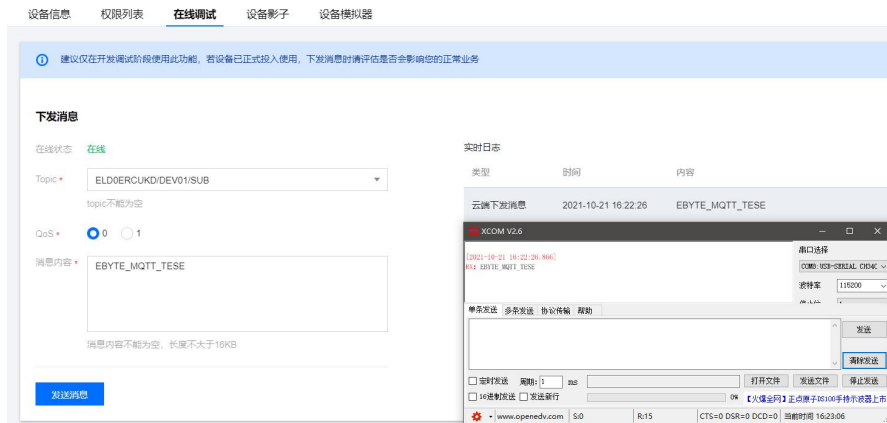 设备信息 权限列表 在线调试 设备影子 设备模拟器
建议仅在开发调试阶段使用此功能，若设备已正式投入使用，下发消息时请评估是否会影响您的正常业务
下发消息
在线状态 在线
Topic * ELD0ERCUKD/DEV01/SUB
topic不能为空
QoS * 0 1
消息内容 * EBYTE_MQTT_TESE
消息内容不能为空，长度不大于16KB
发送消息
实时日志
类型 时间 内容
云端下发消息 2021-10-21 16:22:26 EBYTE_MQTT_TESE
XCOM V2.6
[2021-10-21 16:22:26.866]
RX: EBYTE_MQTT_TESE
串口选择
COM8:USB-SERIAL CH34C
波特率 115200
单条发送 多条发送 协议传输 帮助
发送
清除发送
定时发送 周期: 1 ms 打开文件 发送文件 停止发送
16进制发送 发送新行 0% 【火爆全网】正点原子DS100手持示波器上市
www.openedv.com S:0 R:15 CTS=0 DSR=0 DCD=0 当前时间 16:23:06